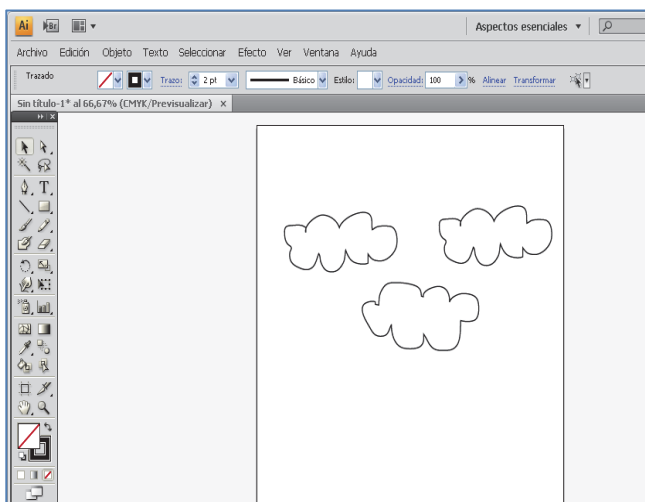 Ai Br Aspectos esenciales
Archivo Edición Objeto Texto Seleccionar Efecto Ver Ventana Ayuda
Trazado Trazo: 2 pt Básico Estilo: Opacidad: 100 % Alinear Transformar
Sin título-1* al 66,67% (CMYK/Previsualizar) x
T